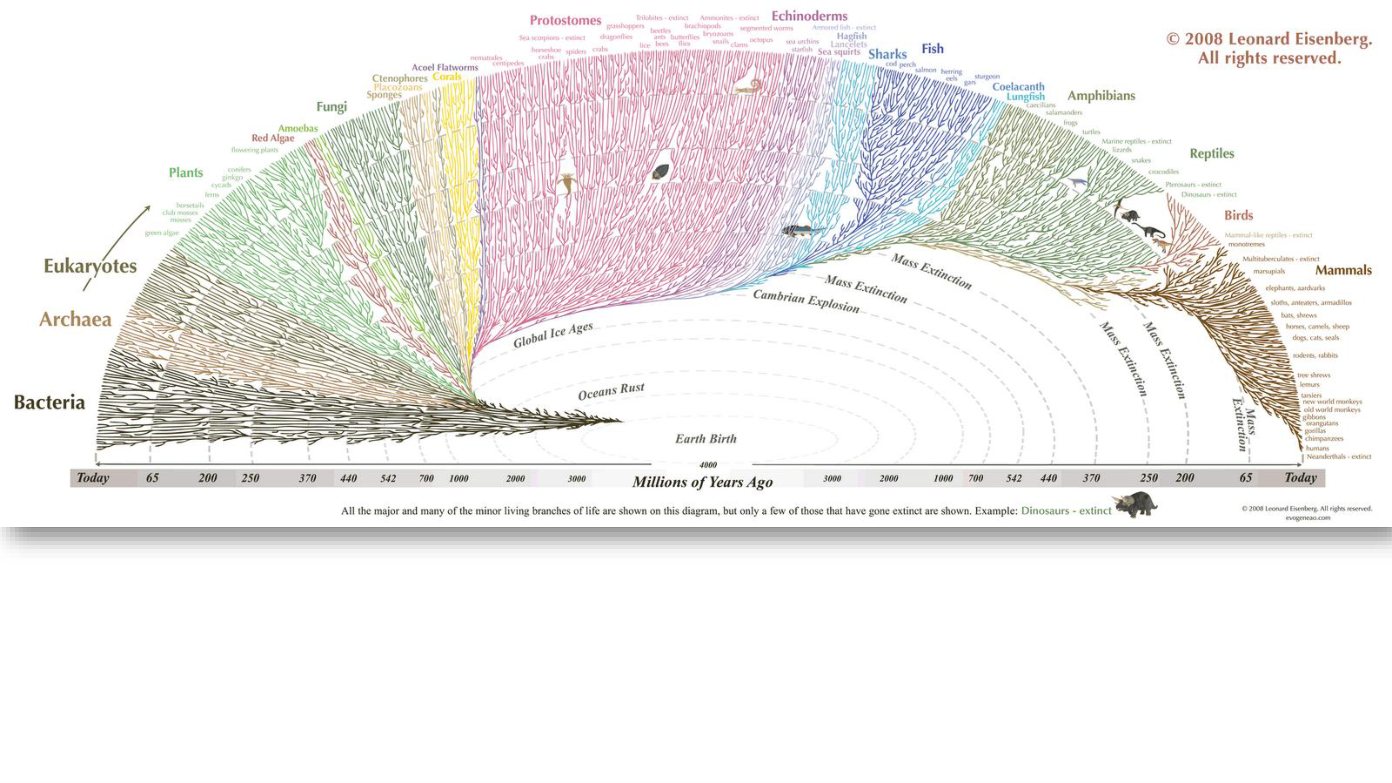 Protostomes
Echinoderms
Trilobites - extinct
Ammonites - extinct
grasshoppers
brachiopods
segmented worms
Armored fish - extinct
beetles
bryozoans
octopus
Sea scorpions - extinct
dragonflies
ants
butterflies
snails
clams
sea urchins
Hagfish
Lancelets
lice
bees
flies
starfish
Sea squirts
Sharks
Fish
© 2008 Leonard Eisenberg.
All rights reserved.
horseshoe
crabs
spiders
crabs
nematodes
centipedes
cod
perch
salmon
herring
eels
gars
sturgeon
Acoel Flatworms
Ctenophores
Corals
Placozoans
Sponges
Coelacanth
Lungfish
Amphibians
caecilians
salamanders
frogs
turtles
Fungi
Amoebas
Red Algae
Marine reptiles - extinct
lizards
snakes
crocodiles
Reptiles
flowering plants
Plants
conifers
ginkgo
cycads
ferns
horsetails
club mosses
mosses
green algae
Pterosaurs - extinct
Dinosaurs - extinct
Birds
Mammal-like reptiles - extinct
monotremes
Multituberculates - extinct
marsupials
Mammals
Eukaryotes
Archaea
Bacteria
elephants, aardvarks
sloths, anteaters, armadillos
bats, shrews
horses, camels, sheep
dogs, cats, seals
rodents, rabbits
tree shrews
lemurs
tarsiers
new world monkeys
old world monkeys
gibbons
orangutans
gorillas
chimpanzees
humans
Neanderthals - extinct
Mass Extinction
Mass Extinction
Cambrian Explosion
Global Ice Ages
Mass Extinction
Mass Extinction
Mass Extinction
Oceans Rust
Earth Birth
4000
Today 65 200 250 370 440 542 700 1000 2000 3000 Millions of Years Ago 3000 2000 1000 700 542 440 370 250 200 65 Today
All the major and many of the minor living branches of life are shown on this diagram, but only a few of those that have gone extinct are shown. Example: Dinosaurs - extinct
© 2008 Leonard Eisenberg. All rights reserved.
evogeneao.com